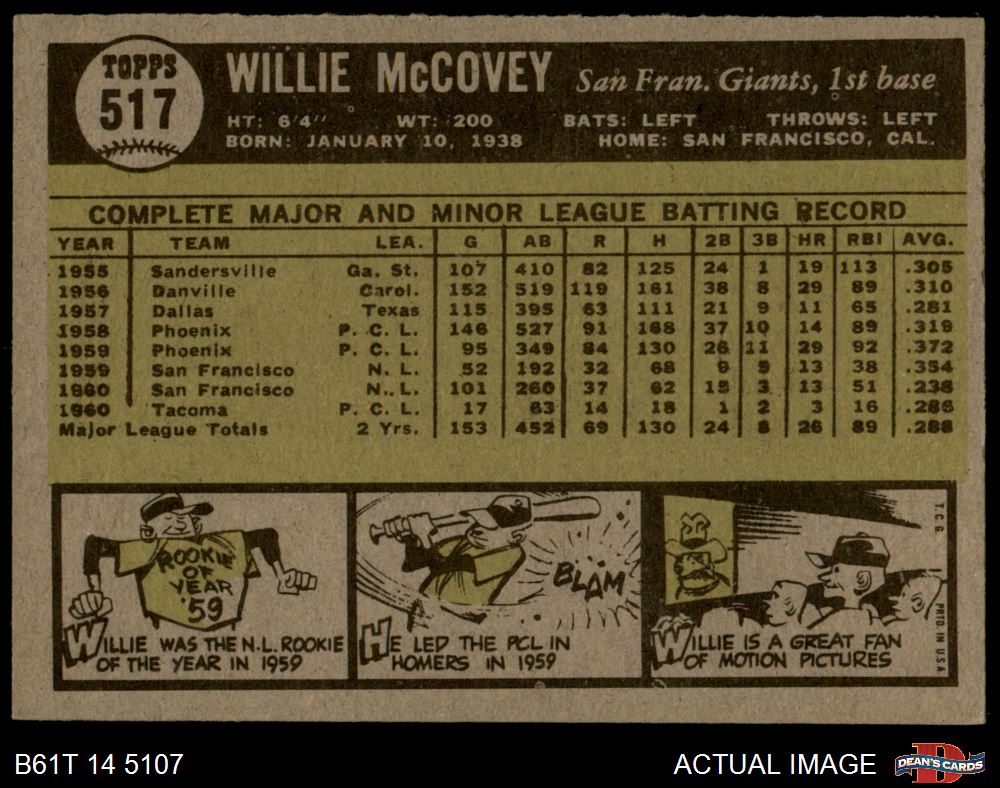 TOPPS
517
WILLIE McCOVEY San Fran. Giants, 1st base
HT: 6'4" WT: 200 BATS: LEFT THROWS: LEFT
BORN: JANUARY 10, 1938 HOME: SAN FRANCISCO, CAL.
COMPLETE MAJOR AND MINOR LEAGUE BATTING RECORD
YEAR TEAM LEA. G AB R H 2B 3B HR RBI AVG.
1955 Sandersville Ga. St. 107 410 82 125 24 1 19 113 .305
1956 Danville Carol. 152 519 119 161 38 8 29 89 .310
1957 Dallas Texas 115 395 63 111 21 9 11 65 .281
1958 Phoenix P. C. L. 146 527 91 168 37 10 14 89 .319
1959 Phoenix P. C. L. 95 349 84 130 26 11 29 92 .372
1959 San Francisco N. L. 52 192 32 68 9 5 13 38 .354
1960 San Francisco N. L. 101 260 37 62 15 3 13 51 .238
1960 Tacoma P. C. L. 17 63 14 18 1 2 3 16 .286
Major League Totals 2 Yrs. 153 452 69 130 24 8 26 89 .288
ROOKIE
OF
YEAR
'59
WILLIE WAS THE N.L. ROOKIE
OF THE YEAR IN 1959
BLAM
HE LED THE PCL IN
HOMERS IN 1959
WILLIE IS A GREAT FAN
OF MOTION PICTURES
T.C.G.
PRTD IN USA
B61T 14 5107
ACTUAL IMAGE
DEAN'S CARDS